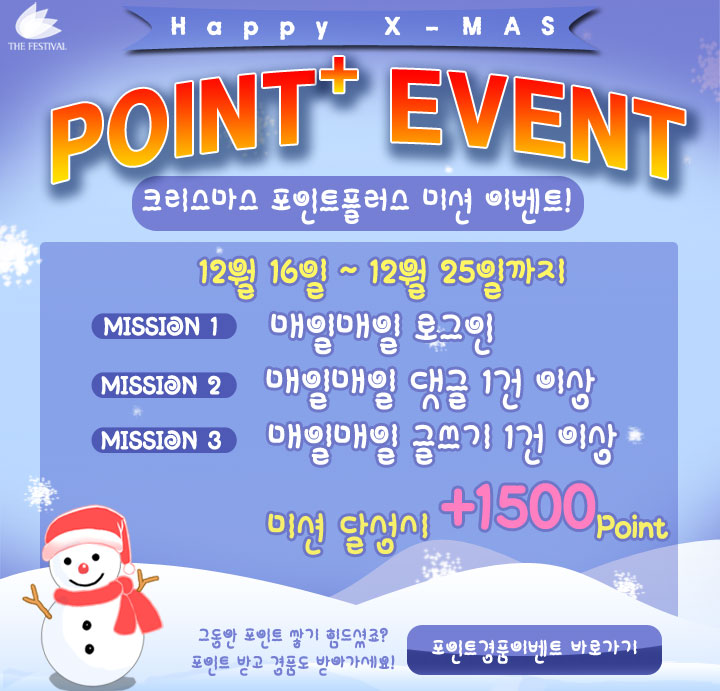 THE FESTIVAL
Happy X-MAS
POINT+ EVENT
크리스마스 포인트플러스 미션 이벤트!
12월 16일 ~ 12월 25일까지
MISSION 1 매일매일 로그인
MISSION 2 매일매일 댓글 1건 이상
MISSION 3 매일매일 글쓰기 1건 이상
미션 달성시 +1500Point
그동안 포인트 쌓기 힘드셨죠?
포인트 받고 경품도 받아가세요!
포인트경품이벤트 바로가기